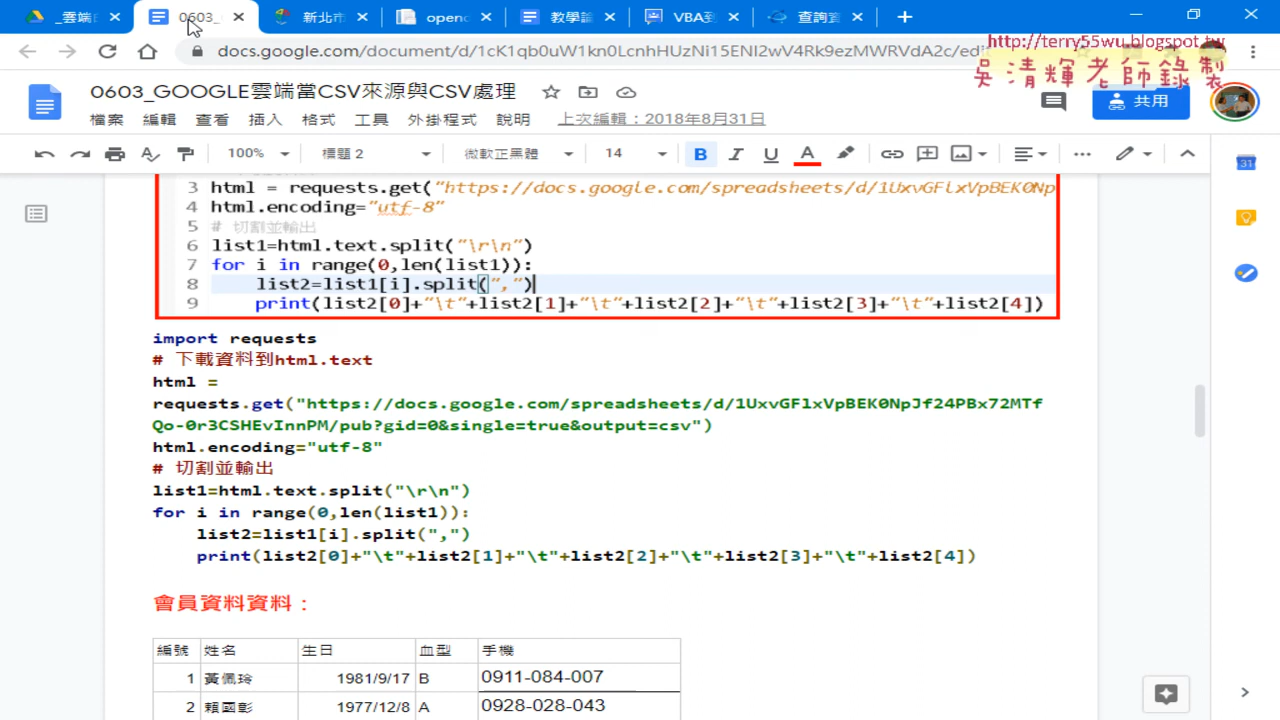 _雲端
0603_
新北市
openc
教學論
VBA到
查詢宣
docs.google.com/document/d/1cK1qb0uW1kn0LcnhHUzNi15ENI2wV4Rk9ezMWRVdA2c/edi
http://terry55wu.blogspot.tw
吳清輝老師錄製
0603_GOOGLE雲端當CSV來源與CSV處理
共用
檔案 編輯 查看 插入 格式 工具 外掛程式 說明 上次編輯：2018年8月31日
100% 標題 2 微軟正黑體 14 B I U A
31
3 html = requests.get("https://docs.google.com/spreadsheets/d/1UxvGFlxVpBEK0Np
4 html.encoding="utf-8"
5 # 切割並輸出
6 list1=html.text.split("\r\n")
7 for i in range(0,len(list1)):
8 list2=list1[i].split(",")
9 print(list2[0]+"\t"+list2[1]+"\t"+list2[2]+"\t"+list2[3]+"\t"+list2[4])
import requests
# 下載資料到html.text
html =
requests.get("https://docs.google.com/spreadsheets/d/1UxvGFlxVpBEK0NpJf24PBx72MTf
Qo-0r3CSHEvInnPM/pub?gid=0&single=true&output=csv")
html.encoding="utf-8"
# 切割並輸出
list1=html.text.split("\r\n")
for i in range(0,len(list1)):
list2=list1[i].split(",")
print(list2[0]+"\t"+list2[1]+"\t"+list2[2]+"\t"+list2[3]+"\t"+list2[4])
會員資料資料：
編號 姓名 生日 血型 手機
1 黃佩玲 1981/9/17 B 0911-084-007
2 賴國彰 1977/12/8 A 0928-028-043